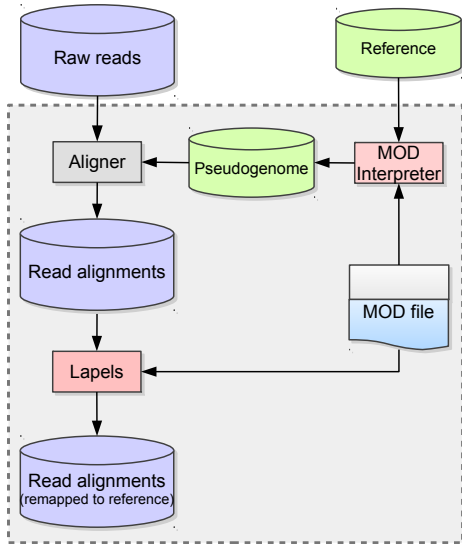 Raw reads
Reference
Aligner
Pseudogenome
MOD
Interpreter
Read alignments
MOD file
Lapels
Read alignments
(remapped to reference)